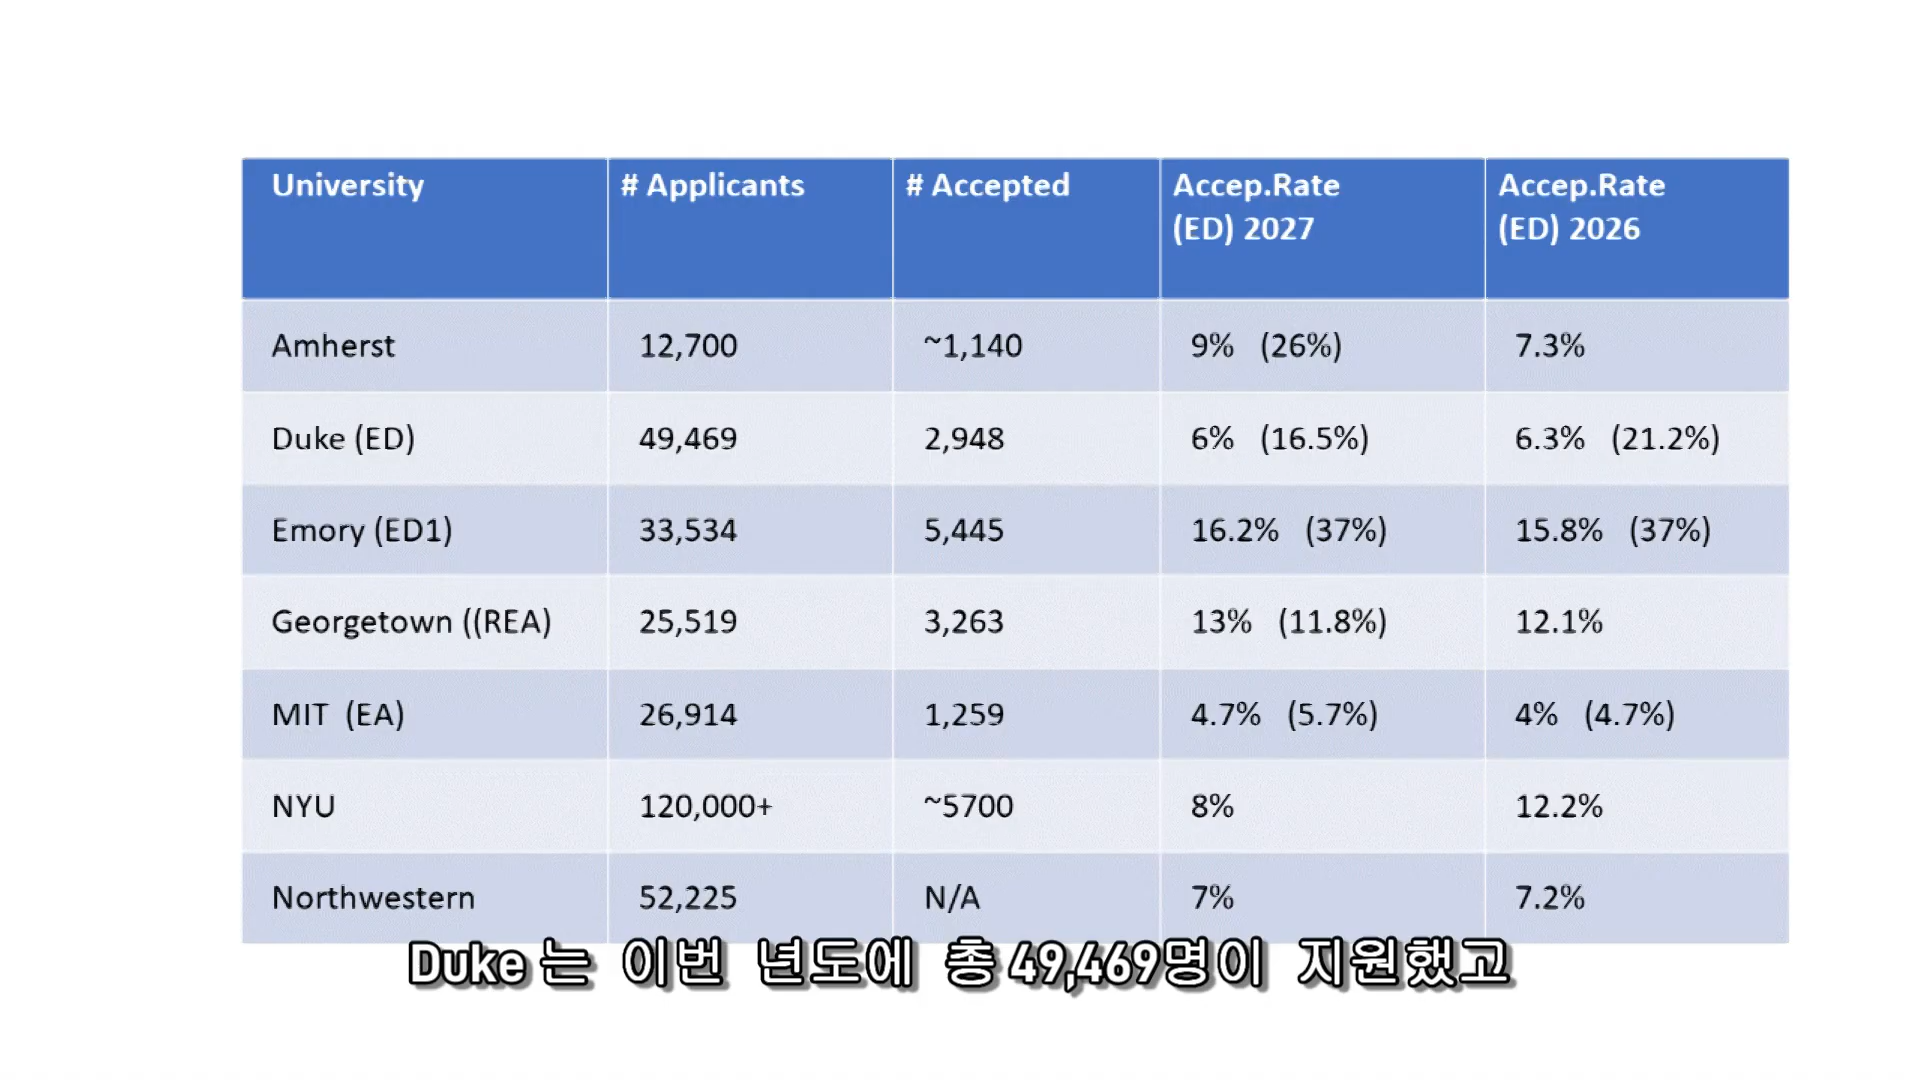 University # Applicants # Accepted Accep.Rate (ED) 2027 Accep.Rate (ED) 2026
Amherst 12,700 ~1,140 9% (26%) 7.3%
Duke (ED) 49,469 2,948 6% (16.5%) 6.3% (21.2%)
Emory (ED1) 33,534 5,445 16.2% (37%) 15.8% (37%)
Georgetown ((REA) 25,519 3,263 13% (11.8%) 12.1%
MIT (EA) 26,914 1,259 4.7% (5.7%) 4% (4.7%)
NYU 120,000+ ~5700 8% 12.2%
Northwestern 52,225 N/A 7% 7.2%
Duke 는 이번 년도에 총 49,469명이 지원했고